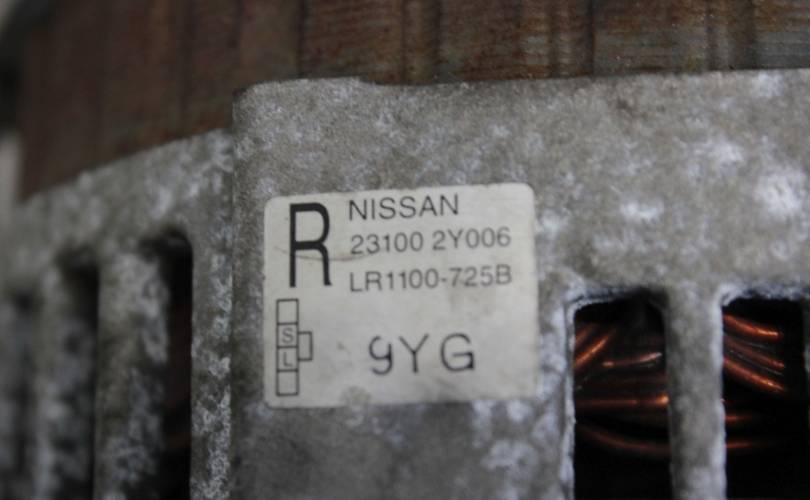 R
NISSAN
23100 2Y006
LR1100-725B
S
L
9YG